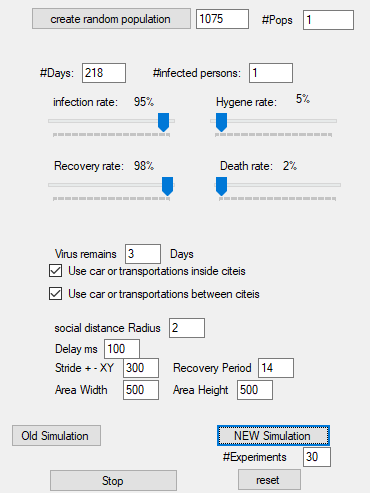 create random population 1075 #Pops 1
#Days: 218 #infected persons: 1
infection rate: 95% Hygene rate: 5%
Recovery rate: 98% Death rate: 2%
Virus remains 3 Days
Use car or transportations inside citeis
Use car or transportations between citeis
social distance Radius 2
Delay ms 100
Stride + - XY 300 Recovery Period 14
Area Width 500 Area Height 500
Old Simulation NEW Simulation
#Experiments 30
Stop reset